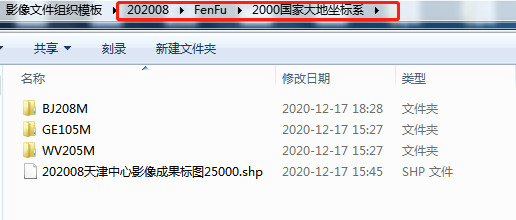 影像文件组织模板 ▸ 202008 ▸ FenFu ▸ 2000国家大地坐标系 ▸
共享 刻录 新建文件夹
名称 修改日期 类型
BJ208M 2020-12-17 18:28 文件夹
GE105M 2020-12-17 15:27 文件夹
WV205M 2020-12-17 15:27 文件夹
202008天津中心影像成果标图25000.shp 2020-12-17 15:45 SHP 文件